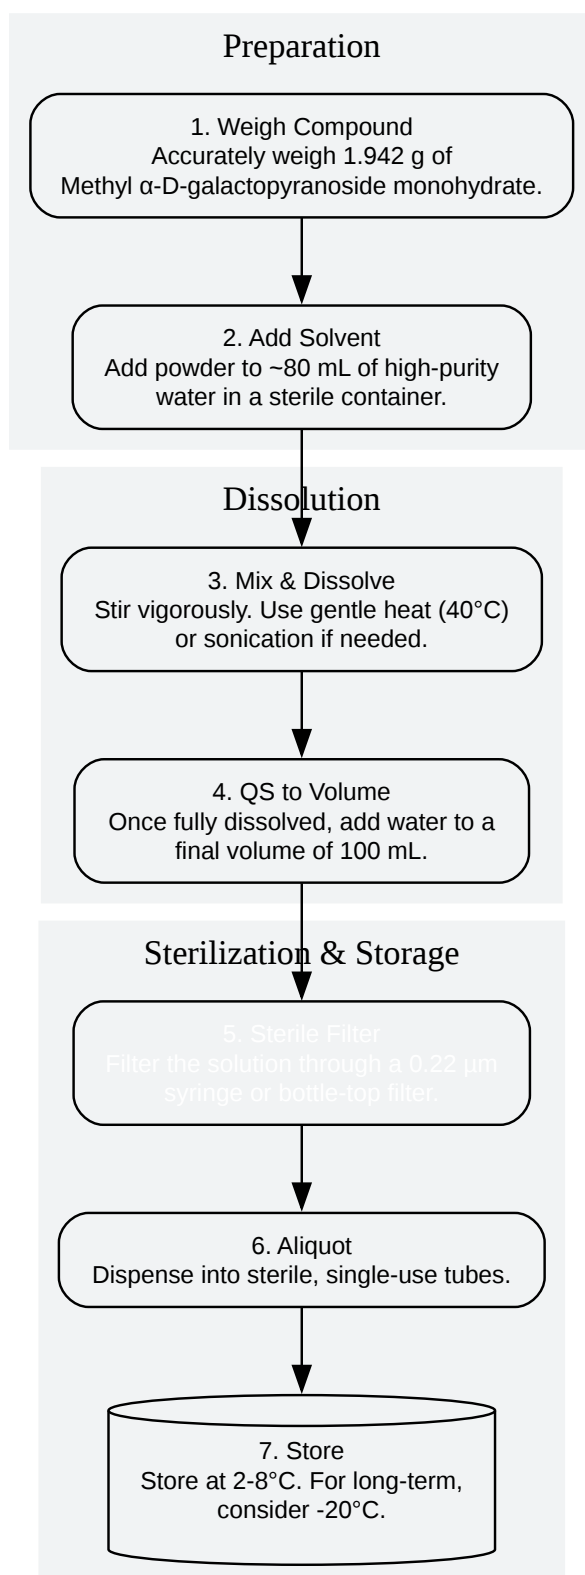 Preparation
1. Weigh Compound
Accurately weigh 1.942 g of
Methyl α-D-galactopyranoside monohydrate.
2. Add Solvent
Add powder to ~80 mL of high-purity
water in a sterile container.
Dissolution
3. Mix & Dissolve
Stir vigorously. Use gentle heat (40°C)
or sonication if needed.
4. QS to Volume
Once fully dissolved, add water to a
final volume of 100 mL.
Sterilization & Storage
5. Sterile Filter
Filter the solution through a 0.22 µm
syringe or bottle-top filter.
6. Aliquot
Dispense into sterile, single-use tubes.
7. Store
Store at 2-8°C. For long-term,
consider -20°C.